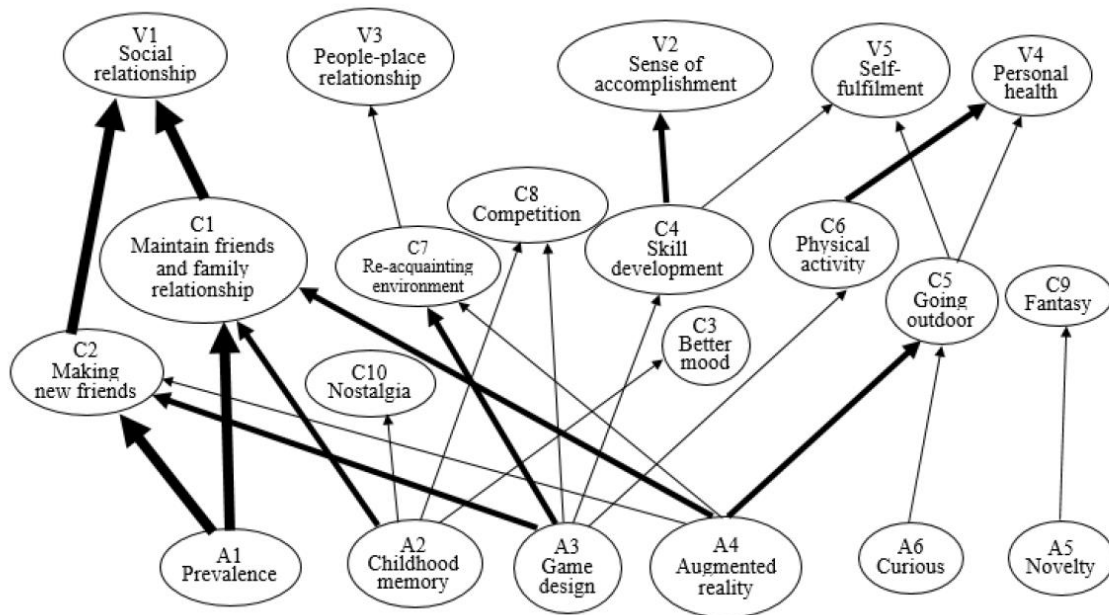 V1
Social
relationship
V3
People-place
relationship
V2
Sense of
accomplishment
V5
Self-
fulfilment
V4
Personal
health
C8
Competition
C1
Maintain friends
and family
relationship
C7
Re-acquainting
environment
C4
Skill
development
C6
Physical
activity
C5
Going
outdoor
C9
Fantasy
C2
Making
new friends
C10
Nostalgia
C3
Better
mood
A1
Prevalence
A2
Childhood
memory
A3
Game
design
A4
Augmented
reality
A6
Curious
A5
Novelty